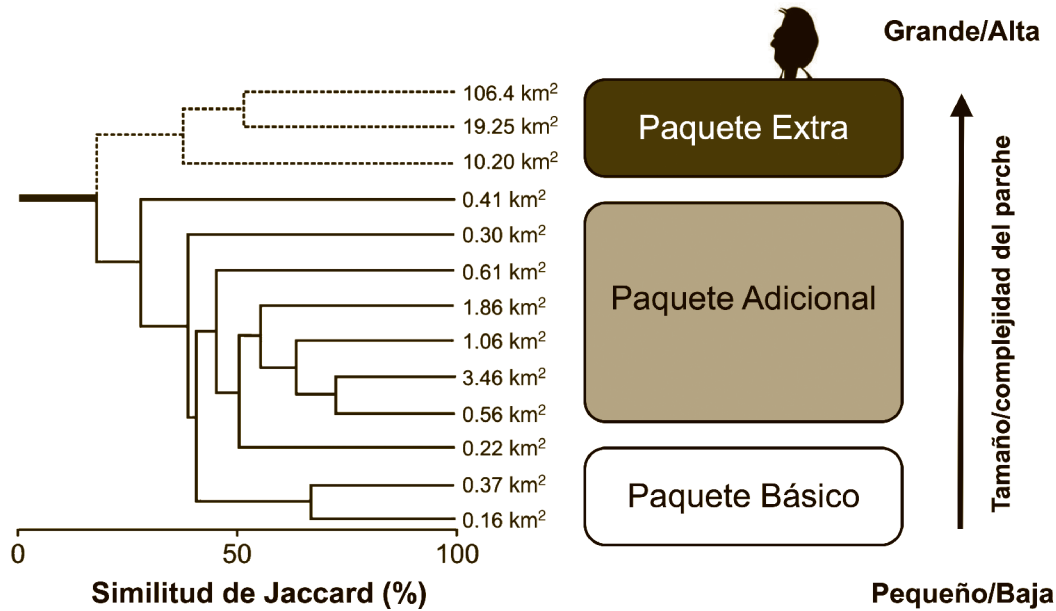 Grande/Alta
106.4 km²
19.25 km²
10.20 km²
0.41 km²
0.30 km²
0.61 km²
1.86 km²
1.06 km²
3.46 km²
0.56 km²
0.22 km²
0.37 km²
0.16 km²
Paquete Extra
Paquete Adicional
Paquete Básico
Tamaño/complejidad del parche
0 50 100
Similitud de Jaccard (%)
Pequeño/Baja